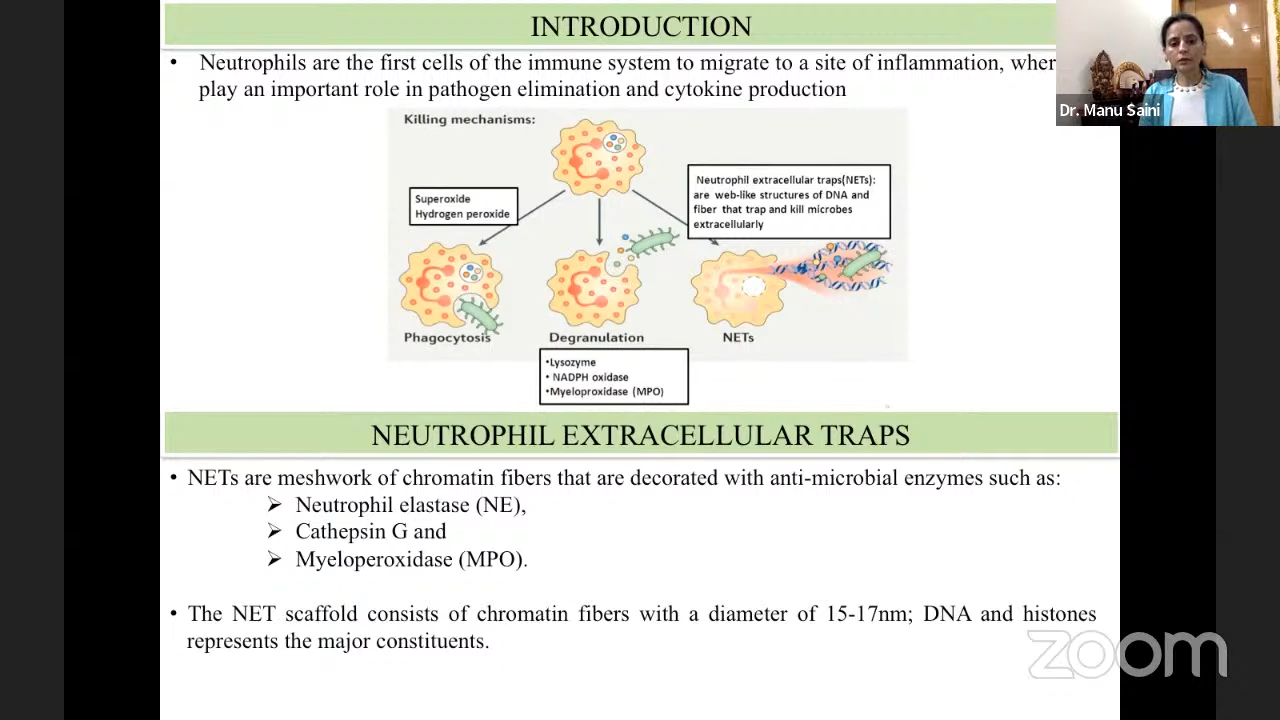 INTRODUCTION
• Neutrophils are the first cells of the immune system to migrate to a site of inflammation,
play an important role in pathogen elimination and cytokine production
Dr. Manu Saini
Killing mechanisms:
Superoxide
Hydrogen peroxide
Neutrophil extracellular traps(NETs):
are web-like structures of DNA and
fiber that trap and kill microbes
extracellularly
Phagocytosis
Degranulation
NETs
•Lysozyme
• NADPH oxidase
•Myeloproxidase (MPO)
NEUTROPHIL EXTRACELLULAR TRAPS
• NETs are meshwork of chromatin fibers that are decorated with anti-microbial enzymes such as:
➢ Neutrophil elastase (NE),
➢ Cathepsin G and
➢ Myeloperoxidase (MPO).
• The NET scaffold consists of chromatin fibers with a diameter of 15-17nm; DNA and histones
represents the major constituents.
zoom